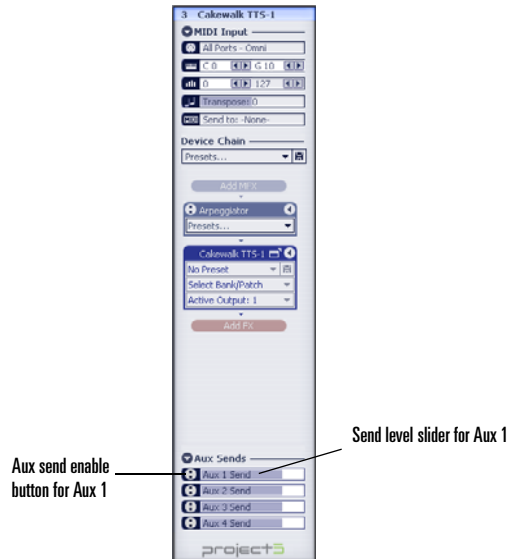 3 Cakewalk TTS-1
MIDI Input
All Ports - Omni
C 0 G 10
0 127
Transpose: 0
MIDI Send to: -None-
Device Chain
Presets...
Add MFX
Arpeggiator
Presets...
Cakewalk TTS-1
No Preset
Select Bank/Patch
Active Output: 1
Add FX
Aux Sends
Send level slider for Aux 1
Aux send enable
button for Aux 1
Aux 1 Send
Aux 2 Send
Aux 3 Send
Aux 4 Send
project5